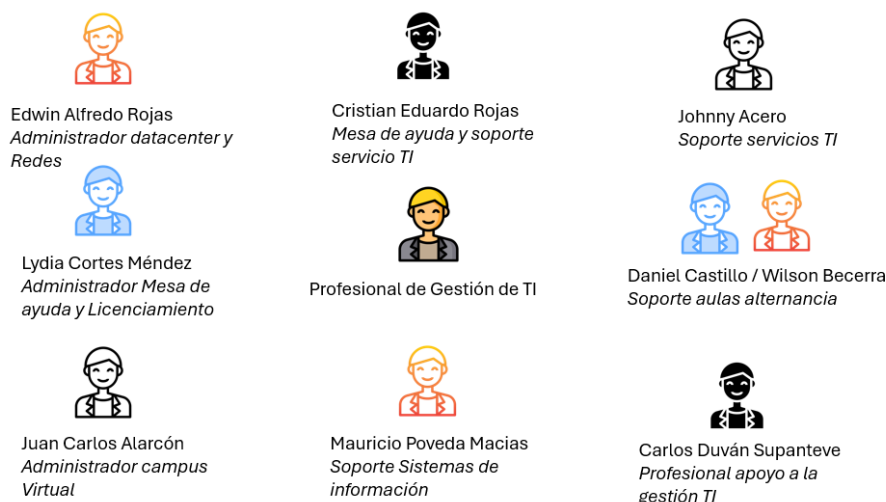 Edwin Alfredo Rojas
Administrador datacenter y
Redes
Cristian Eduardo Rojas
Mesa de ayuda y soporte
servicio TI
Johnny Acero
Soporte servicios TI
Lydia Cortes Méndez
Administrador Mesa de
ayuda y Licenciamiento
Profesional de Gestión de TI
Daniel Castillo / Wilson Becerra
Soporte aulas alternancia
Juan Carlos Alarcón
Administrador campus
Virtual
Mauricio Poveda Macias
Soporte Sistemas de
información
Carlos Duván Supanteve
Profesional apoyo a la
gestión TI